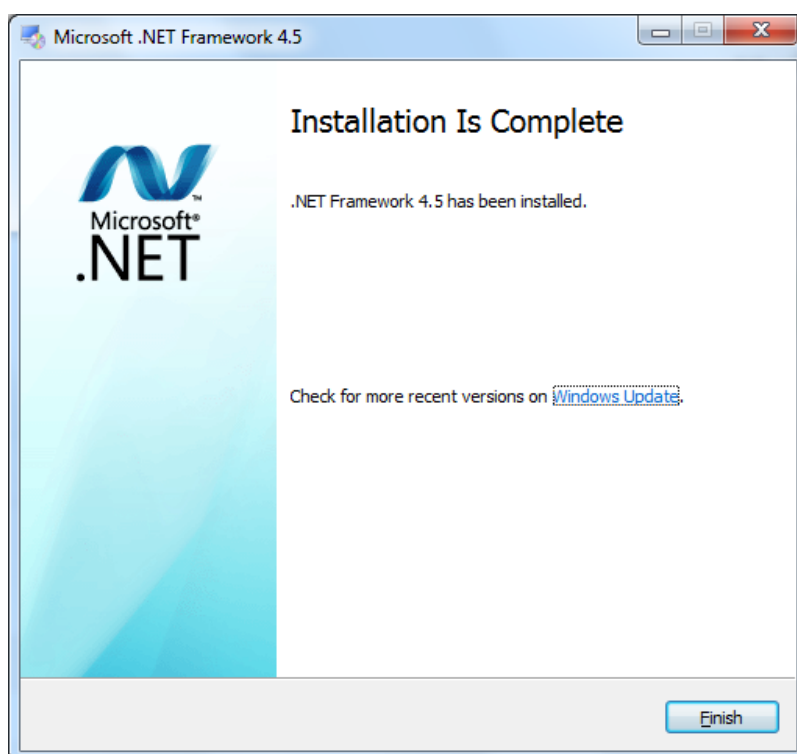 Microsoft .NET Framework 4.5
Installation Is Complete
.NET Framework 4.5 has been installed.
Microsoft®
.NET
™
Check for more recent versions on Windows Update.
Finish